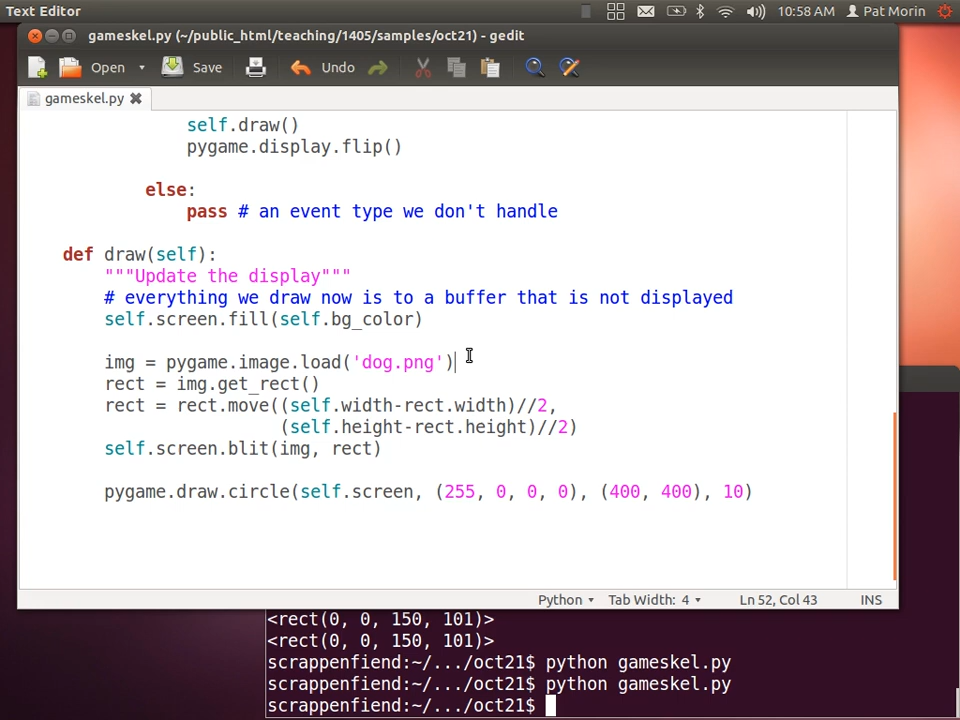 Text Editor
10:58 AM
Pat Morin
gameskel.py (~/public_html/teaching/1405/samples/oct21) - gedit
Open
Save
Undo
gameskel.py
self.draw()
pygame.display.flip()
else:
pass # an event type we don't handle
def draw(self):
"""Update the display"""
# everything we draw now is to a buffer that is not displayed
self.screen.fill(self.bg_color)
img = pygame.image.load('dog.png')
rect = img.get_rect()
rect = rect.move((self.width-rect.width)//2,
(self.height-rect.height)//2)
self.screen.blit(img, rect)
pygame.draw.circle(self.screen, (255, 0, 0, 0), (400, 400), 10)
Python
Tab Width: 4
Ln 52, Col 43
INS
<rect(0, 0, 150, 101)>
<rect(0, 0, 150, 101)>
scrappenfiend:~/.../oct21$ python gameskel.py
scrappenfiend:~/.../oct21$ python gameskel.py
scrappenfiend:~/.../oct21$